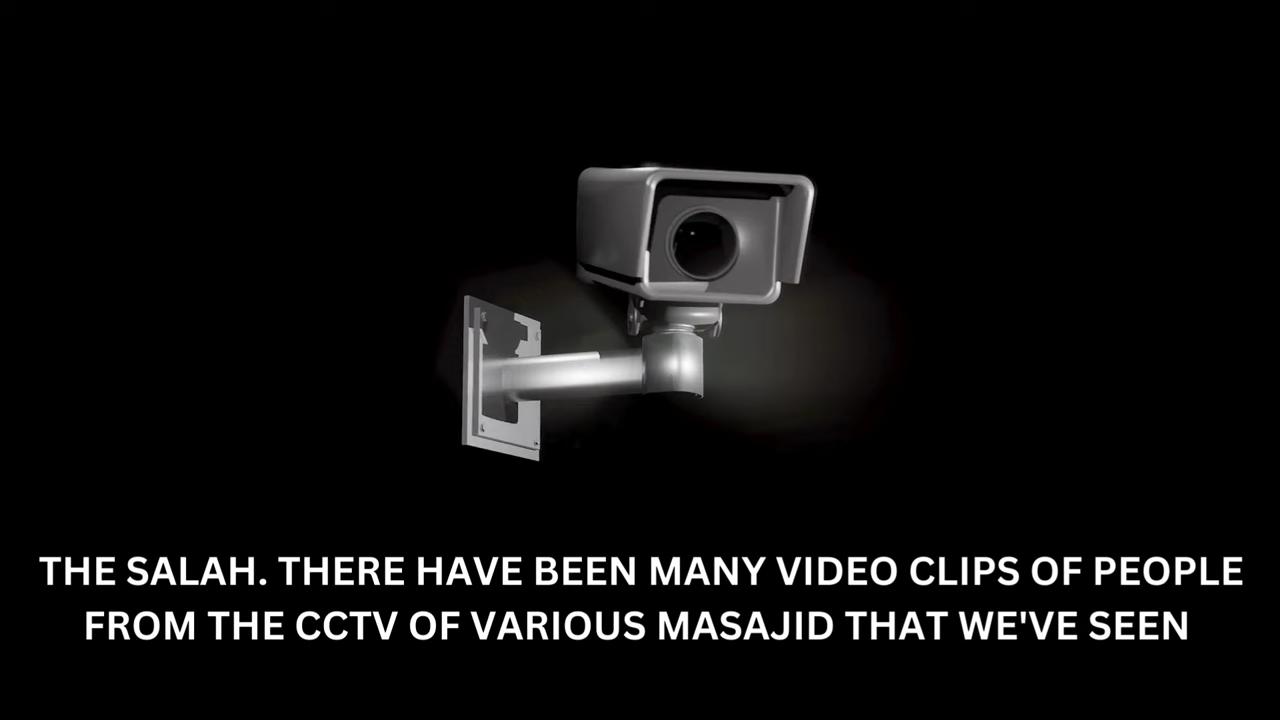 THE SALAH. THERE HAVE BEEN MANY VIDEO CLIPS OF PEOPLE
FROM THE CCTV OF VARIOUS MASAJID THAT WE'VE SEEN